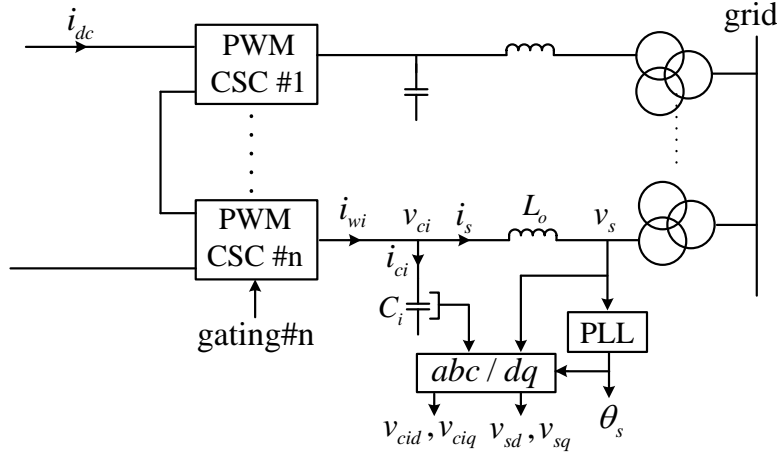 grid
i_dc
PWM
CSC #1
PWM
CSC #n
i_wi
v_ci
i_s
L_o
v_s
i_ci
C_i
gating#n
PLL
abc / dq
v_cid , v_ciq
v_sd , v_sq
θ_s